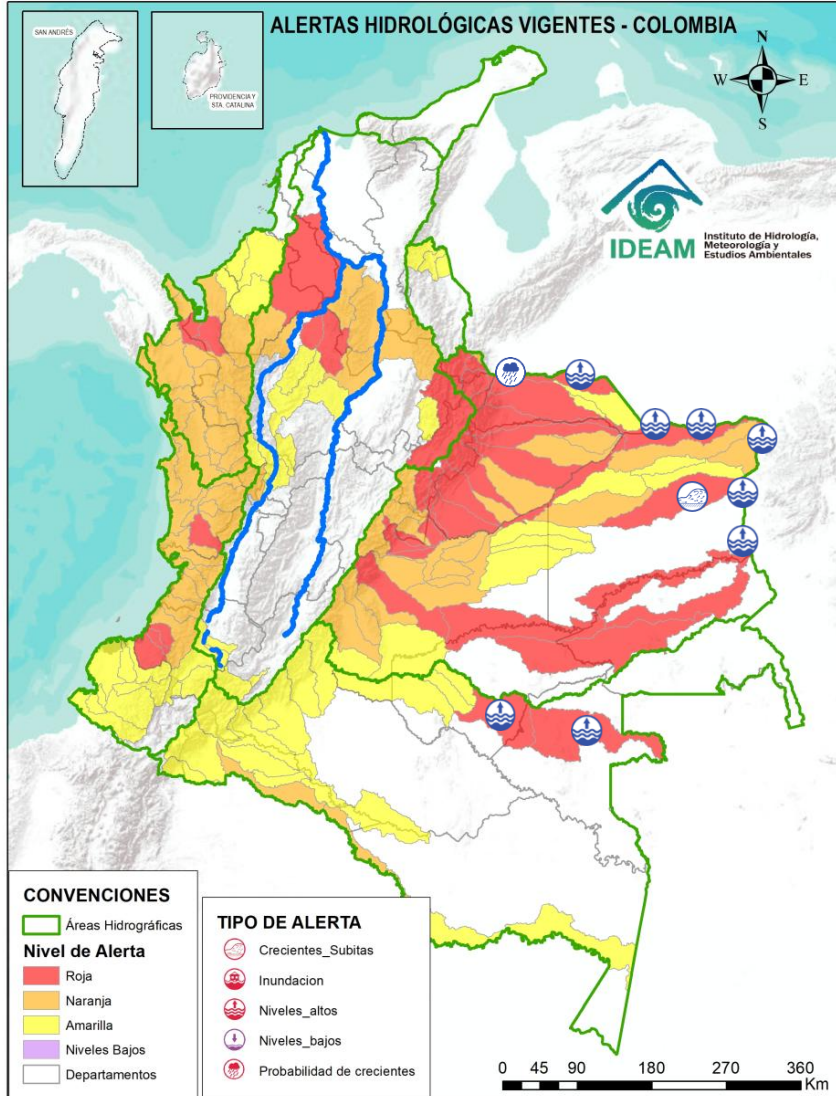 ALERTAS HIDROLÓGICAS VIGENTES - COLOMBIA
SAN ANDRÉS
PROVIDENCIA Y
STA. CATALINA
N
W
E
S
IDEAM
Instituto de Hidrología,
Meteorología y
Estudios Ambientales
CONVENCIONES
Áreas Hidrográficas
Nivel de Alerta
Roja
Naranja
Amarilla
Niveles Bajos
Departamentos
TIPO DE ALERTA
Crecientes_Subitas
Inundacion
Niveles_altos
Niveles_bajos
Probabilidad de crecientes
0 45 90 180 270 360
Km